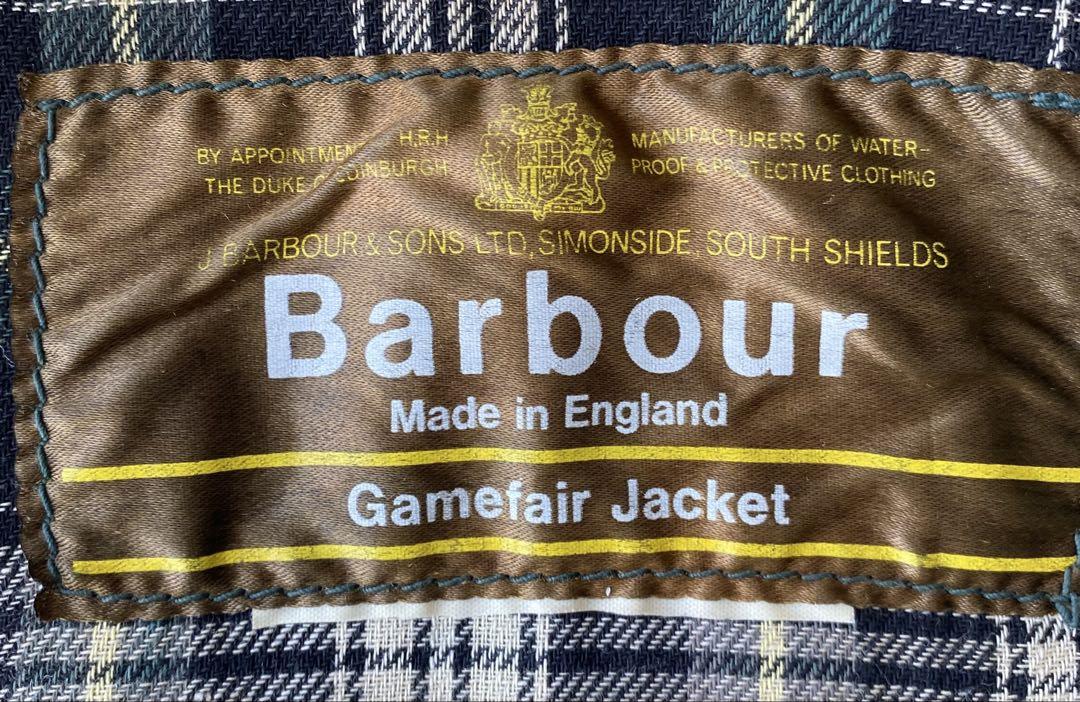 BY APPOINTMENT H.R.H
THE DUKE EDINBURGH
MANUFACTURERS OF WATER-
PROOF & PROTECTIVE CLOTHING
J BARBOUR & SONS LTD, SIMONSIDE, SOUTH SHIELDS
Barbour
Made in England
Gamefair Jacket